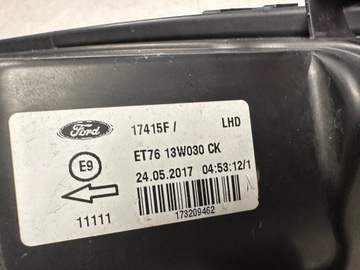 Ford 17415F / LHD
E9 ET76 13W030 CK
24.05.2017 04:53:12/1
11111 173209462